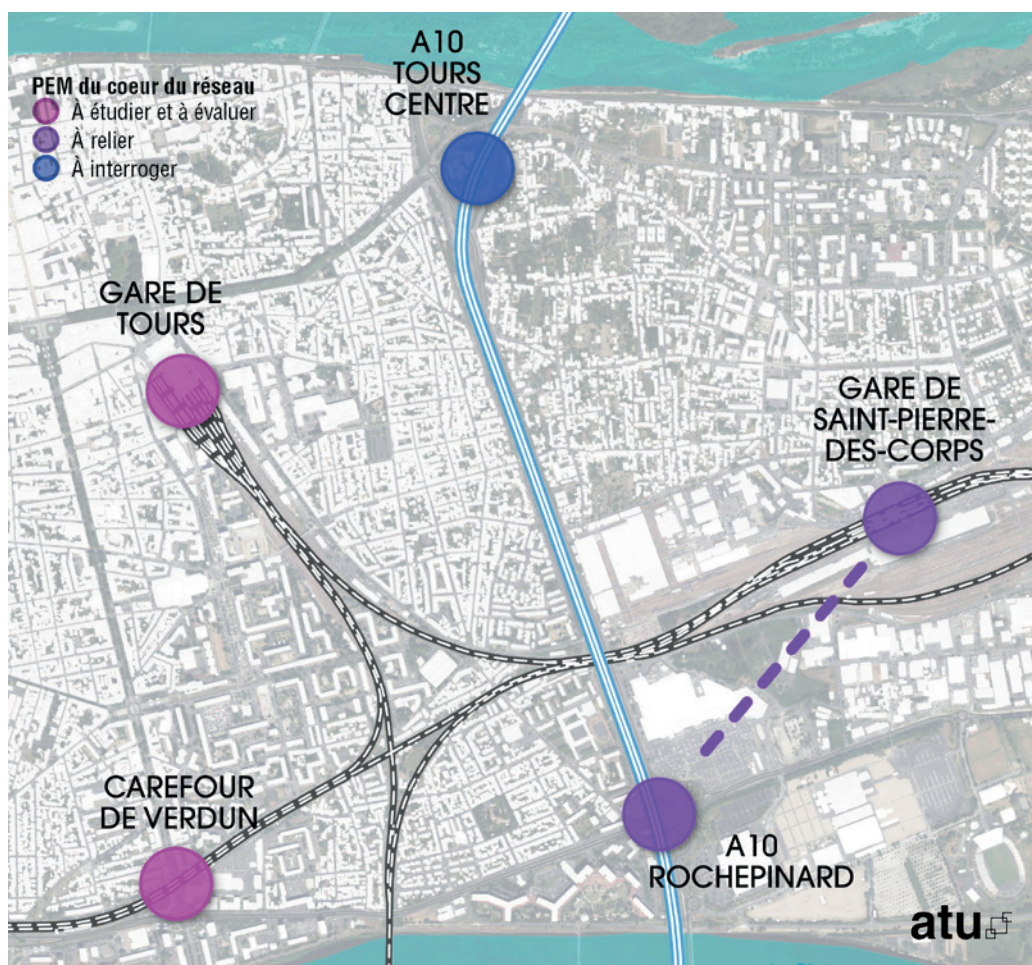 A10
TOURS
CENTRE
PEM du coeur du réseau
À étudier et à évaluer
À relier
À interroger
GARE DE
TOURS
GARE DE
SAINT-PIERRE-
DES-CORPS
CAREFOUR
DE VERDUN
A10
ROCHEPINARD
atu